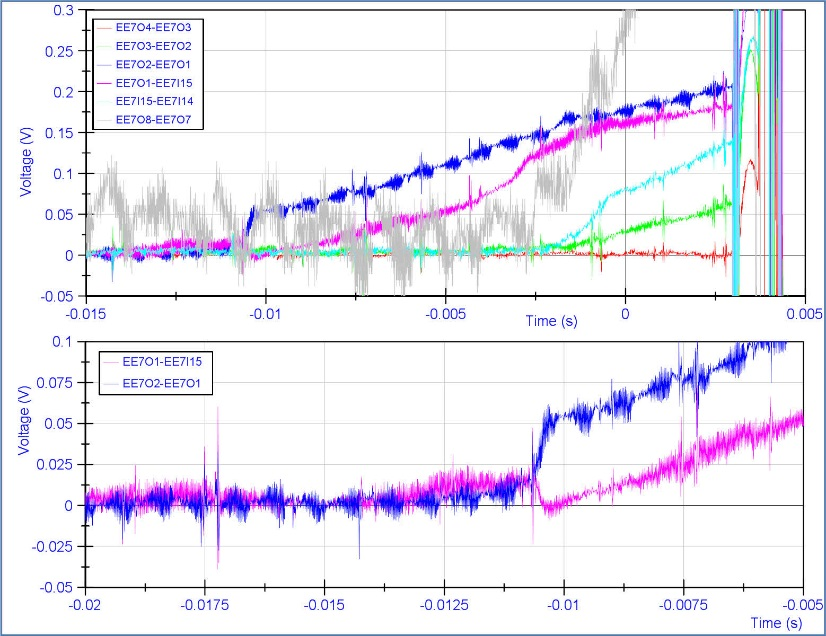 0.3
EE7O4-EE7O3
EE7O3-EE7O2
EE7O2-EE7O1
EE7O1-EE7I15
EE7I15-EE7I14
EE7O8-EE7O7
0.2
0.15
0.1
0.05
0
-0.05
Voltage (V)
-0.015
-0.01
-0.005
0
0.005
Time (s)
0.1
EE7O1-EE7I15
EE7O2-EE7O1
0.075
0.05
0.025
0
-0.025
-0.05
Voltage (V)
-0.02
-0.0175
-0.015
-0.0125
-0.01
-0.0075
-0.005
Time (s)